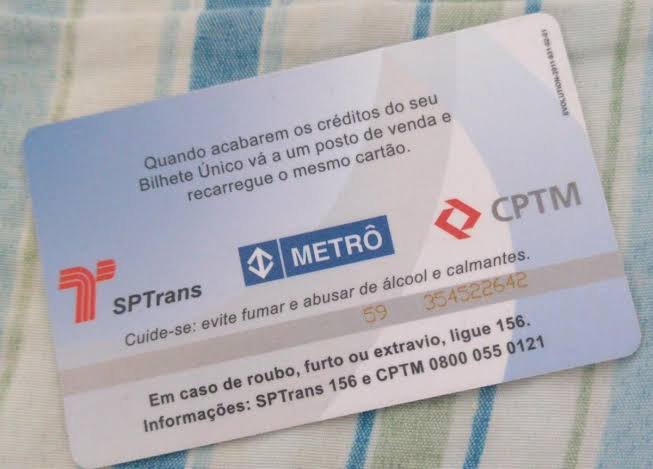 Quando acabarem os créditos do seu
Bilhete Único vá a um posto de venda e
recarregue o mesmo cartão.
SPTrans
METRÔ
CPTM
Cuide-se: evite fumar e abusar de álcool e calmantes.
59 354522642
Em caso de roubo, furto ou extravio, ligue 156.
Informações: SPTrans 156 e CPTM 0800 055 0121